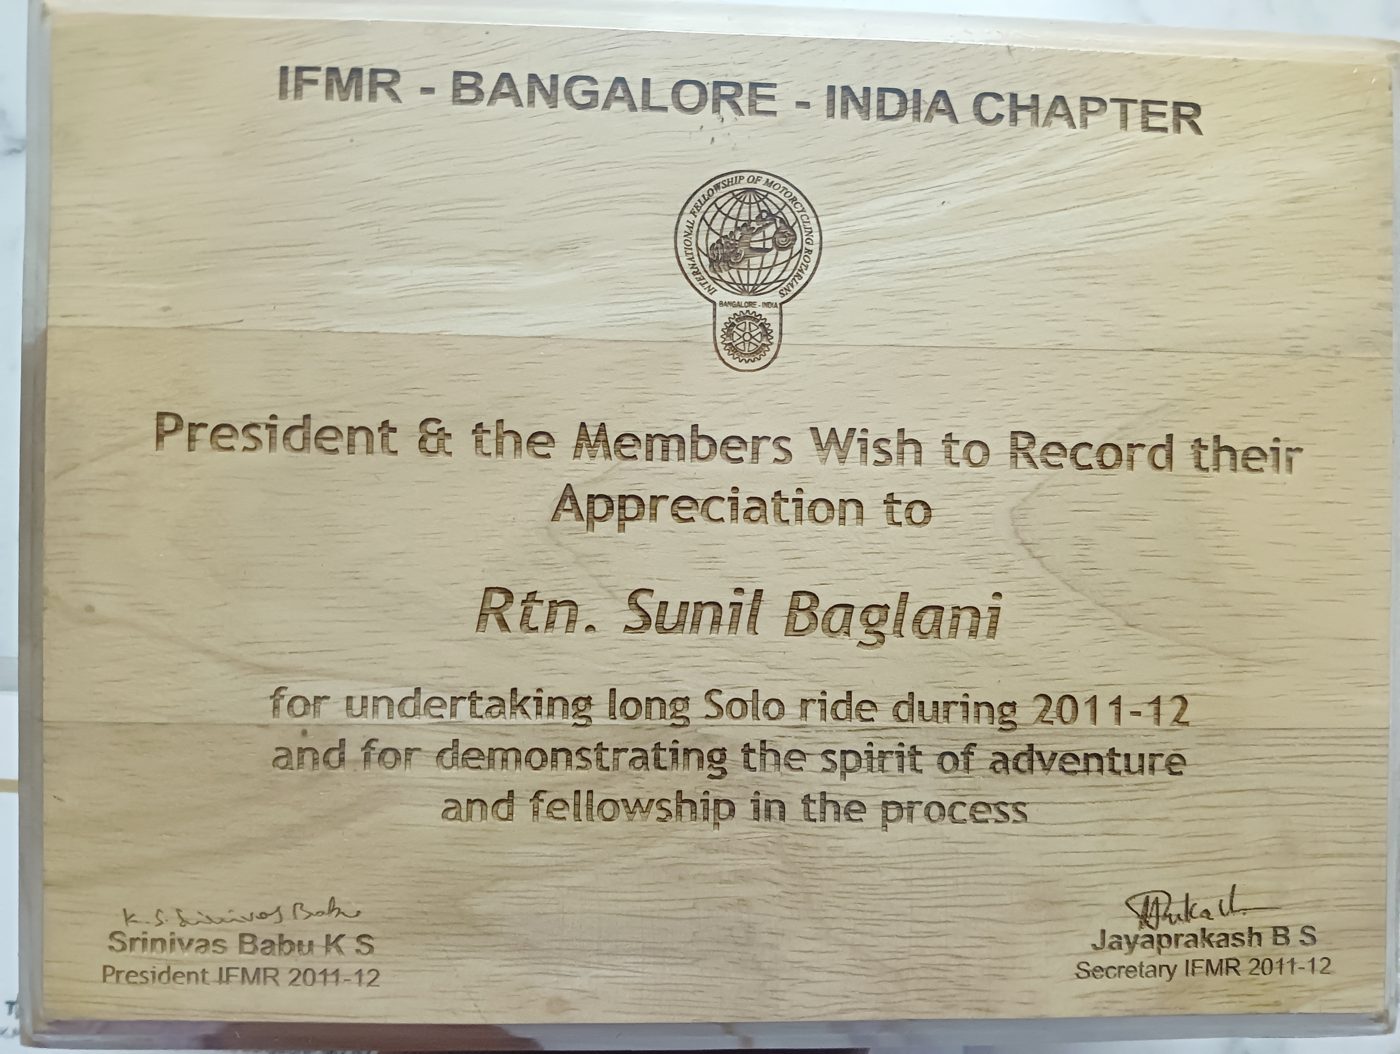 IFMR - BANGALORE - INDIA CHAPTER
INTERNATIONAL FELLOWSHIP OF MOTORCYCLING ROTARIANS
BANGALORE - INDIA
President & the Members Wish to Record their
Appreciation to
Rtn. Sunil Baglani
for undertaking long Solo ride during 2011-12
and for demonstrating the spirit of adventure
and fellowship in the process
K. S. Srinivas Babu
Srinivas Babu K S
President IFMR 2011-12
Jayaprakash B S
Secretary IFMR 2011-12